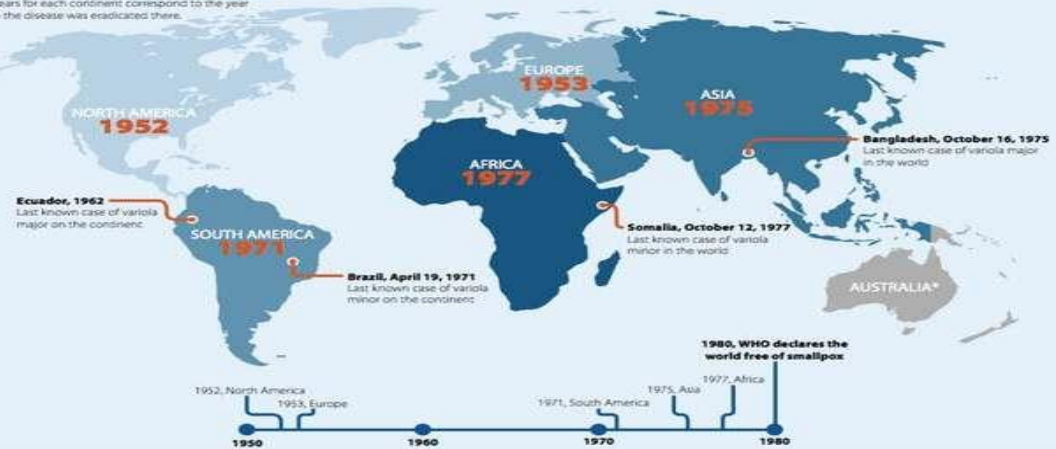 ears for each continent correspond to the year
the disease was eradicated there.
NORTH AMERICA
1952
EUROPE
1953
ASIA
1975
Bangladesh, October 16, 1975
Last known case of variola major
in the world
AFRICA
1977
Ecuador, 1962
Last known case of variola
major on the continent
SOUTH AMERICA
1971
Somalia, October 12, 1977
Last known case of variola
minor in the world
Brazil, April 19, 1971
Last known case of variola
minor on the continent
AUSTRALIA*
1980, WHO declares the
world free of smallpox
1952, North America
1953, Europe
1971, South America
1975, Asia
1977, Africa
1950
1960
1970
1980